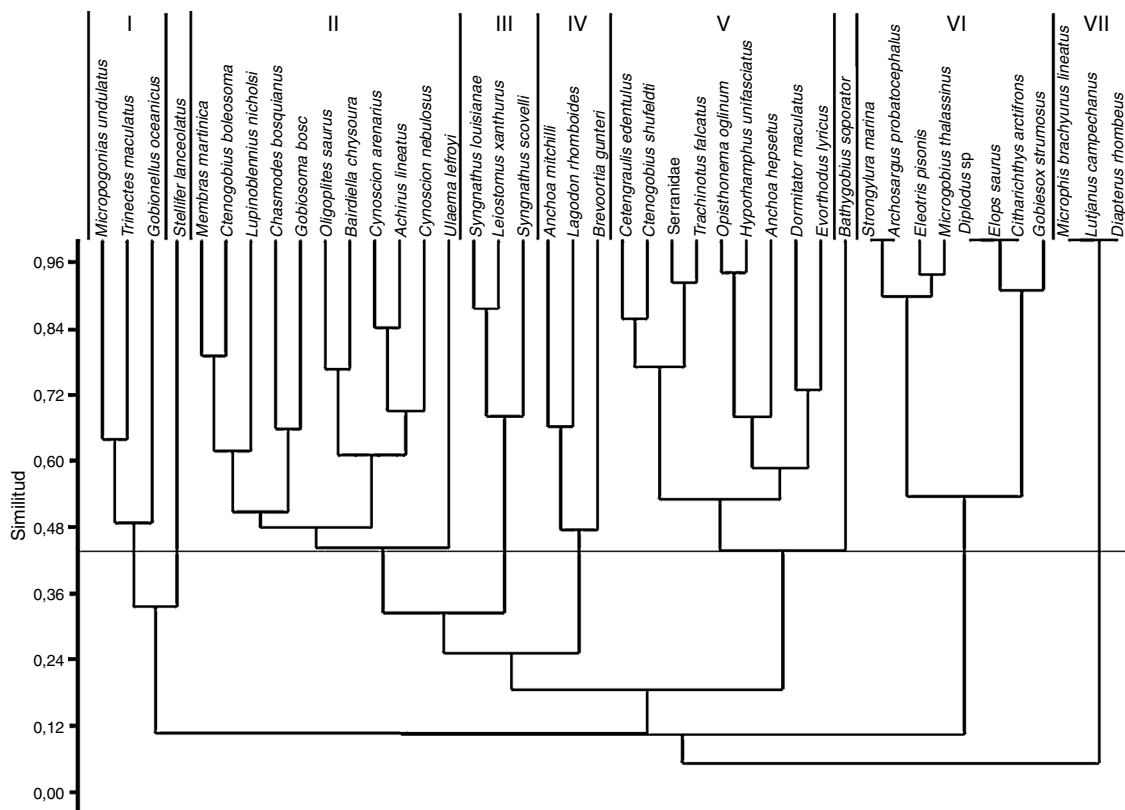 I
II
III
IV
V
VI
VII
Micropogonias undulatus
Trinectes maculatus
Gobionellus oceanicus
Stellifer lanceolatus
Membras martinica
Ctenogobius boleosoma
Lupinoblennius nicholsi
Chasmodes bosquianus
Gobiosoma bosc
Oligoplites saurus
Bairdiella chrysoura
Cynoscion arenarius
Achirus lineatus
Cynoscion nebulosus
Ulaema lefroyi
Syngnathus louisianae
Leiostomus xanthurus
Syngnathus scovelli
Anchoa mitchilli
Lagodon rhomboides
Brevoortia gunteri
Cetengraulis edentulus
Ctenogobius shufeldti
Serranidae
Trachinotus falcatus
Opisthonema oglinum
Hyporhamphus unifasciatus
Anchoa hepsetus
Dormitator maculatus
Evorthodus lyricus
Bathygobius soporator
Strongylura marina
Archosargus probatocephalus
Eleotris pisonis
Microgobius thalassinus
Diplodus sp
Elops saurus
Citharichthys arctifrons
Gobiesox strumosus
Microphis brachyurus lineatus
Lutjanus campechanus
Diapterus rhombeus
Similitud
0,96
0,84
0,72
0,60
0,48
0,36
0,24
0,12
0,00